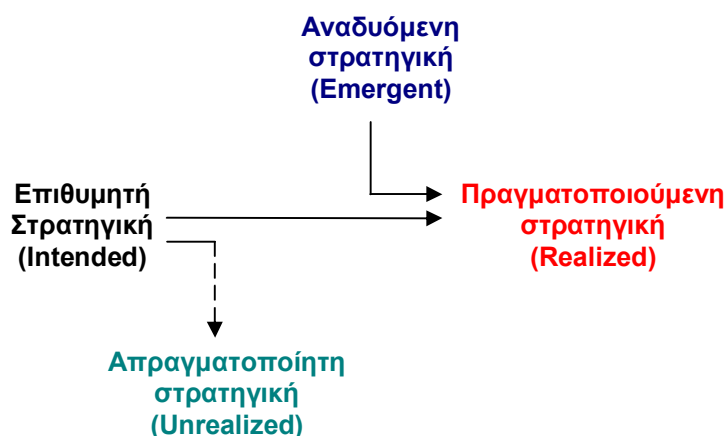 Αναδυόμενη
στρατηγική
(Emergent)
Επιθυμητή
Στρατηγική
(Intended)
Πραγματοποιούμενη
στρατηγική
(Realized)
Απραγματοποίητη
στρατηγική
(Unrealized)